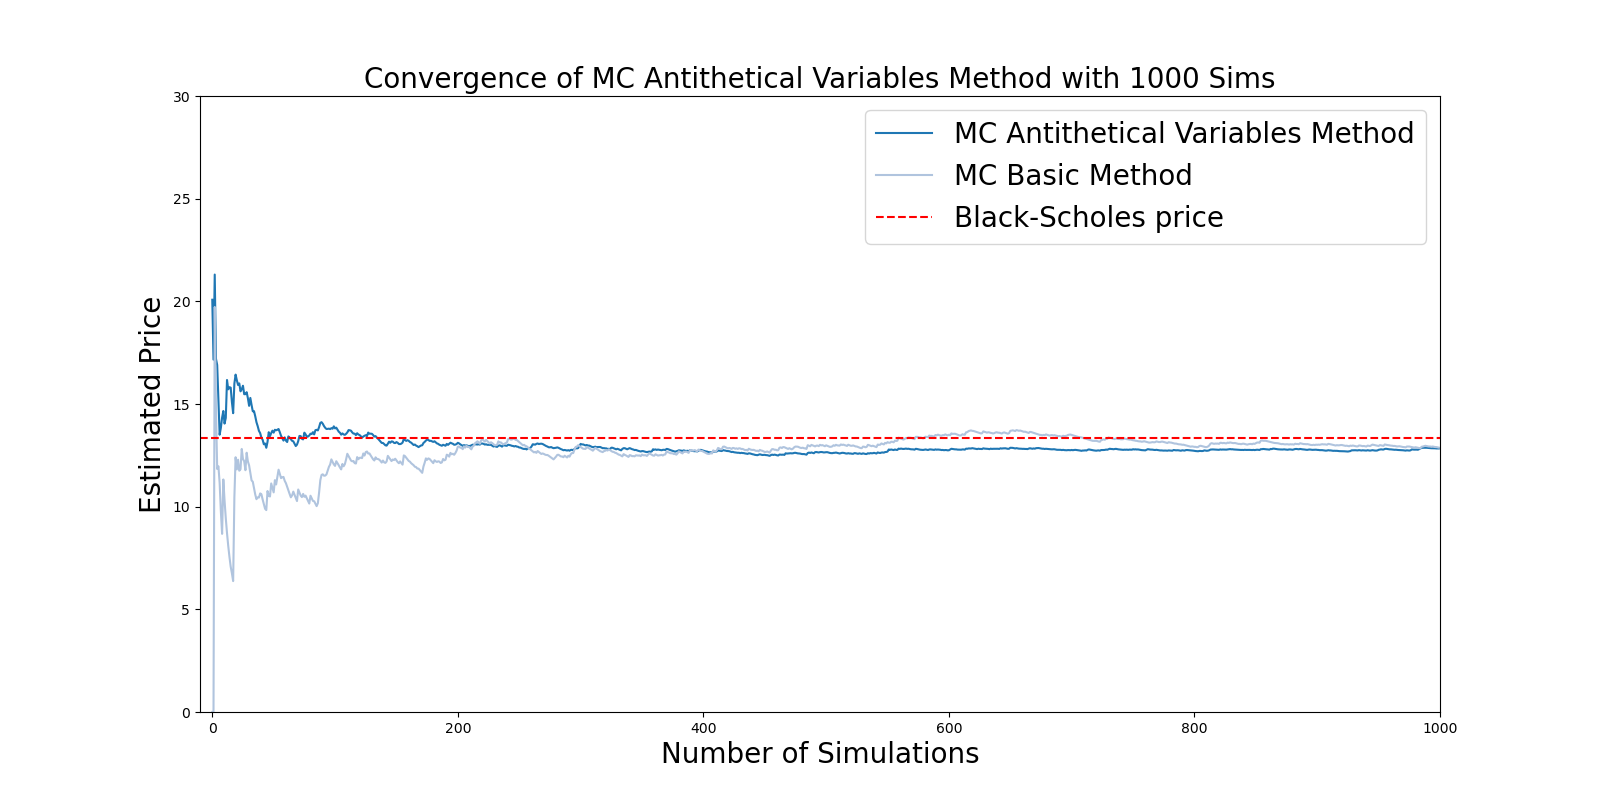 Convergence of MC Antithetical Variables Method with 1000 Sims
MC Antithetical Variables Method
MC Basic Method
Black-Scholes price
Estimated Price
30
25
20
15
10
5
0
0 200 400 600 800 1000
Number of Simulations